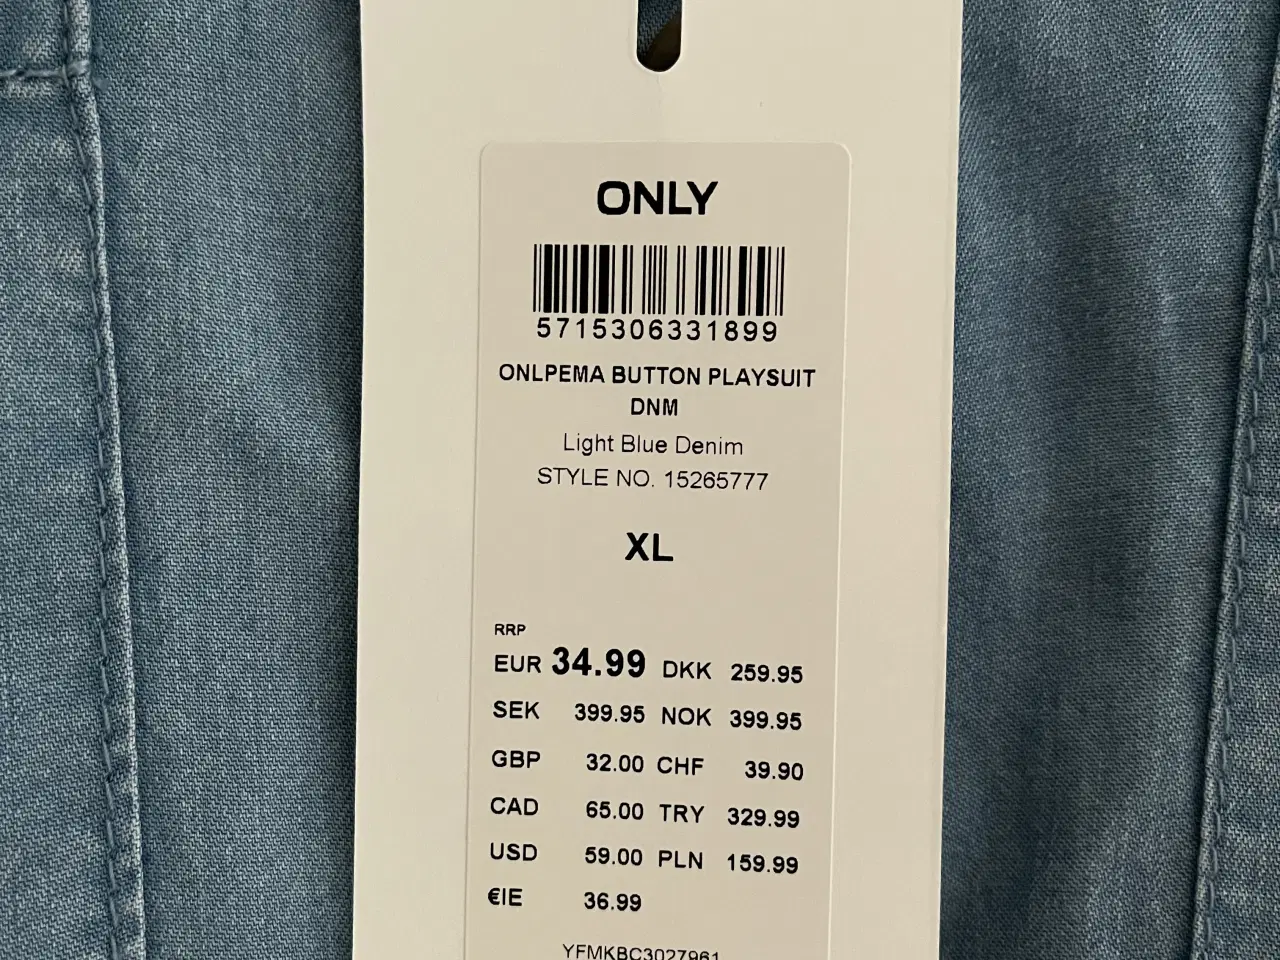 ONLY
5715306331899
ONLPEMA BUTTON PLAYSUIT
DNM
Light Blue Denim
STYLE NO. 15265777
XL
RRP
EUR 34.99 DKK 259.95
SEK 399.95 NOK 399.95
GBP 32.00 CHF 39.90
CAD 65.00 TRY 329.99
USD 59.00 PLN 159.99
€IE 36.99
YFMKBC3027961